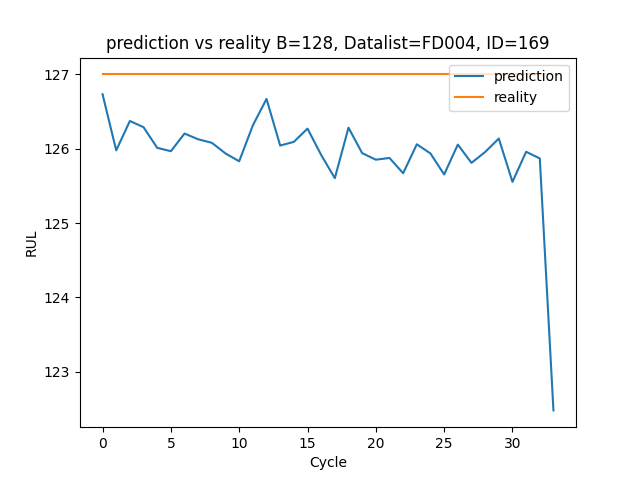 prediction vs reality B=128, Datalist=FD004, ID=169
prediction
reality
127
126
125
124
123
RUL
0 5 10 15 20 25 30
Cycle